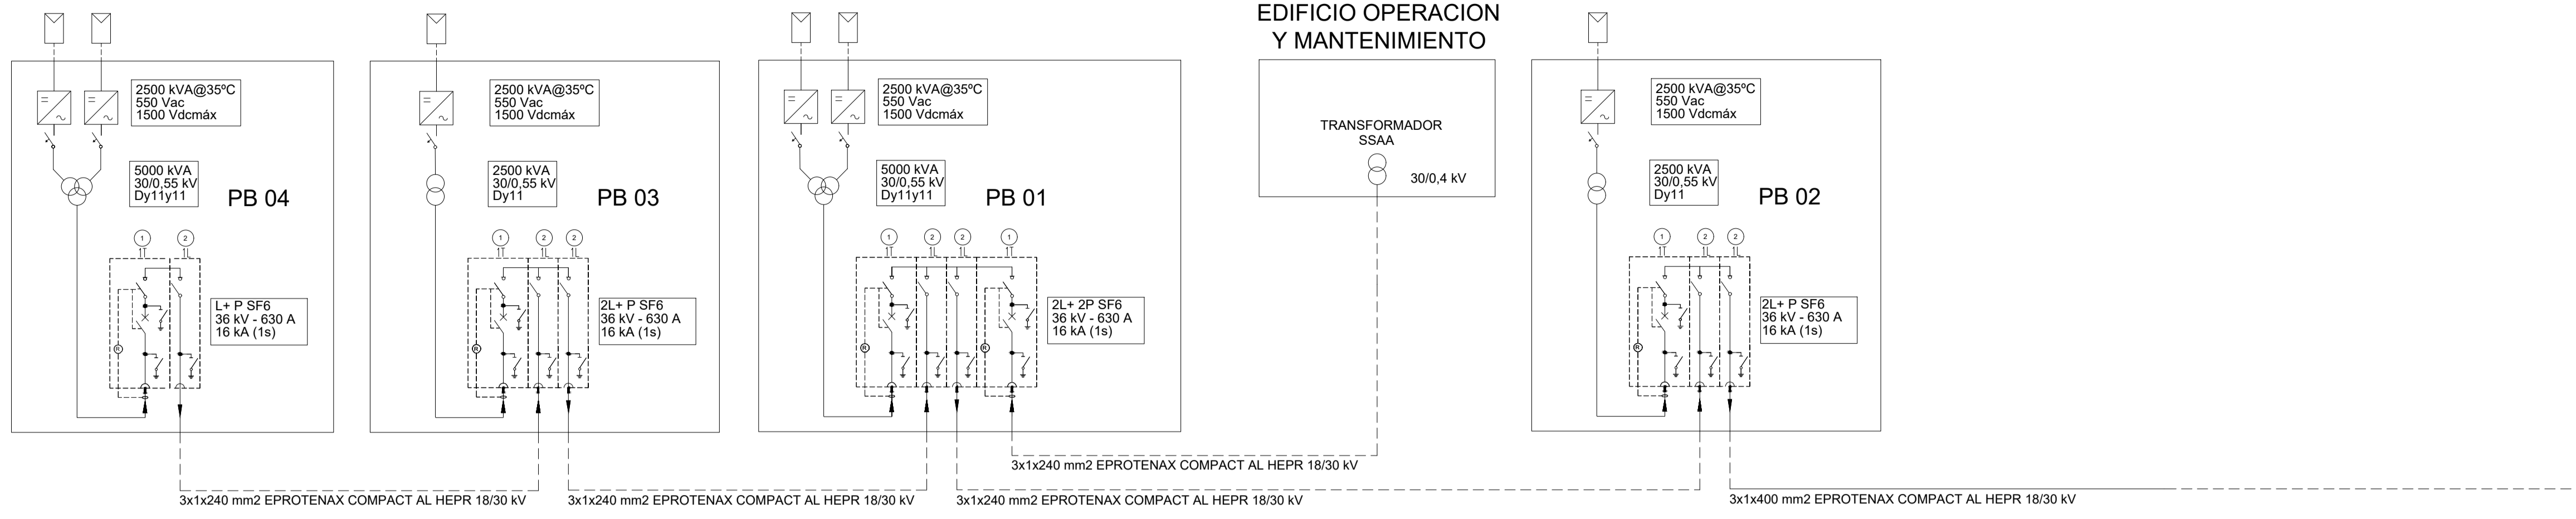 EDIFICIO OPERACION
Y MANTENIMIENTO
2500 kVA@35ºC
550 Vac
1500 Vdcmáx
5000 kVA
30/0,55 kV
Dy11y11
PB 04
1
2
L+ P SF6
36 kV - 630 A
16 kA (1s)
R
2500 kVA@35ºC
550 Vac
1500 Vdcmáx
2500 kVA
30/0,55 kV
Dy11
PB 03
1
2
2
2L+ P SF6
36 kV - 630 A
16 kA (1s)
R
2500 kVA@35ºC
550 Vac
1500 Vdcmáx
5000 kVA
30/0,55 kV
Dy11y11
PB 01
1
2
2
1
2L+ 2P SF6
36 kV - 630 A
16 kA (1s)
R
R
TRANSFORMADOR
SSAA
30/0,4 kV
2500 kVA@35ºC
550 Vac
1500 Vdcmáx
2500 kVA
30/0,55 kV
Dy11
PB 02
1
2
2
2L+ P SF6
36 kV - 630 A
16 kA (1s)
R
3x1x240 mm2 EPROTENAX COMPACT AL HEPR 18/30 kV
3x1x240 mm2 EPROTENAX COMPACT AL HEPR 18/30 kV
3x1x240 mm2 EPROTENAX COMPACT AL HEPR 18/30 kV
3x1x240 mm2 EPROTENAX COMPACT AL HEPR 18/30 kV
3x1x400 mm2 EPROTENAX COMPACT AL HEPR 18/30 kV